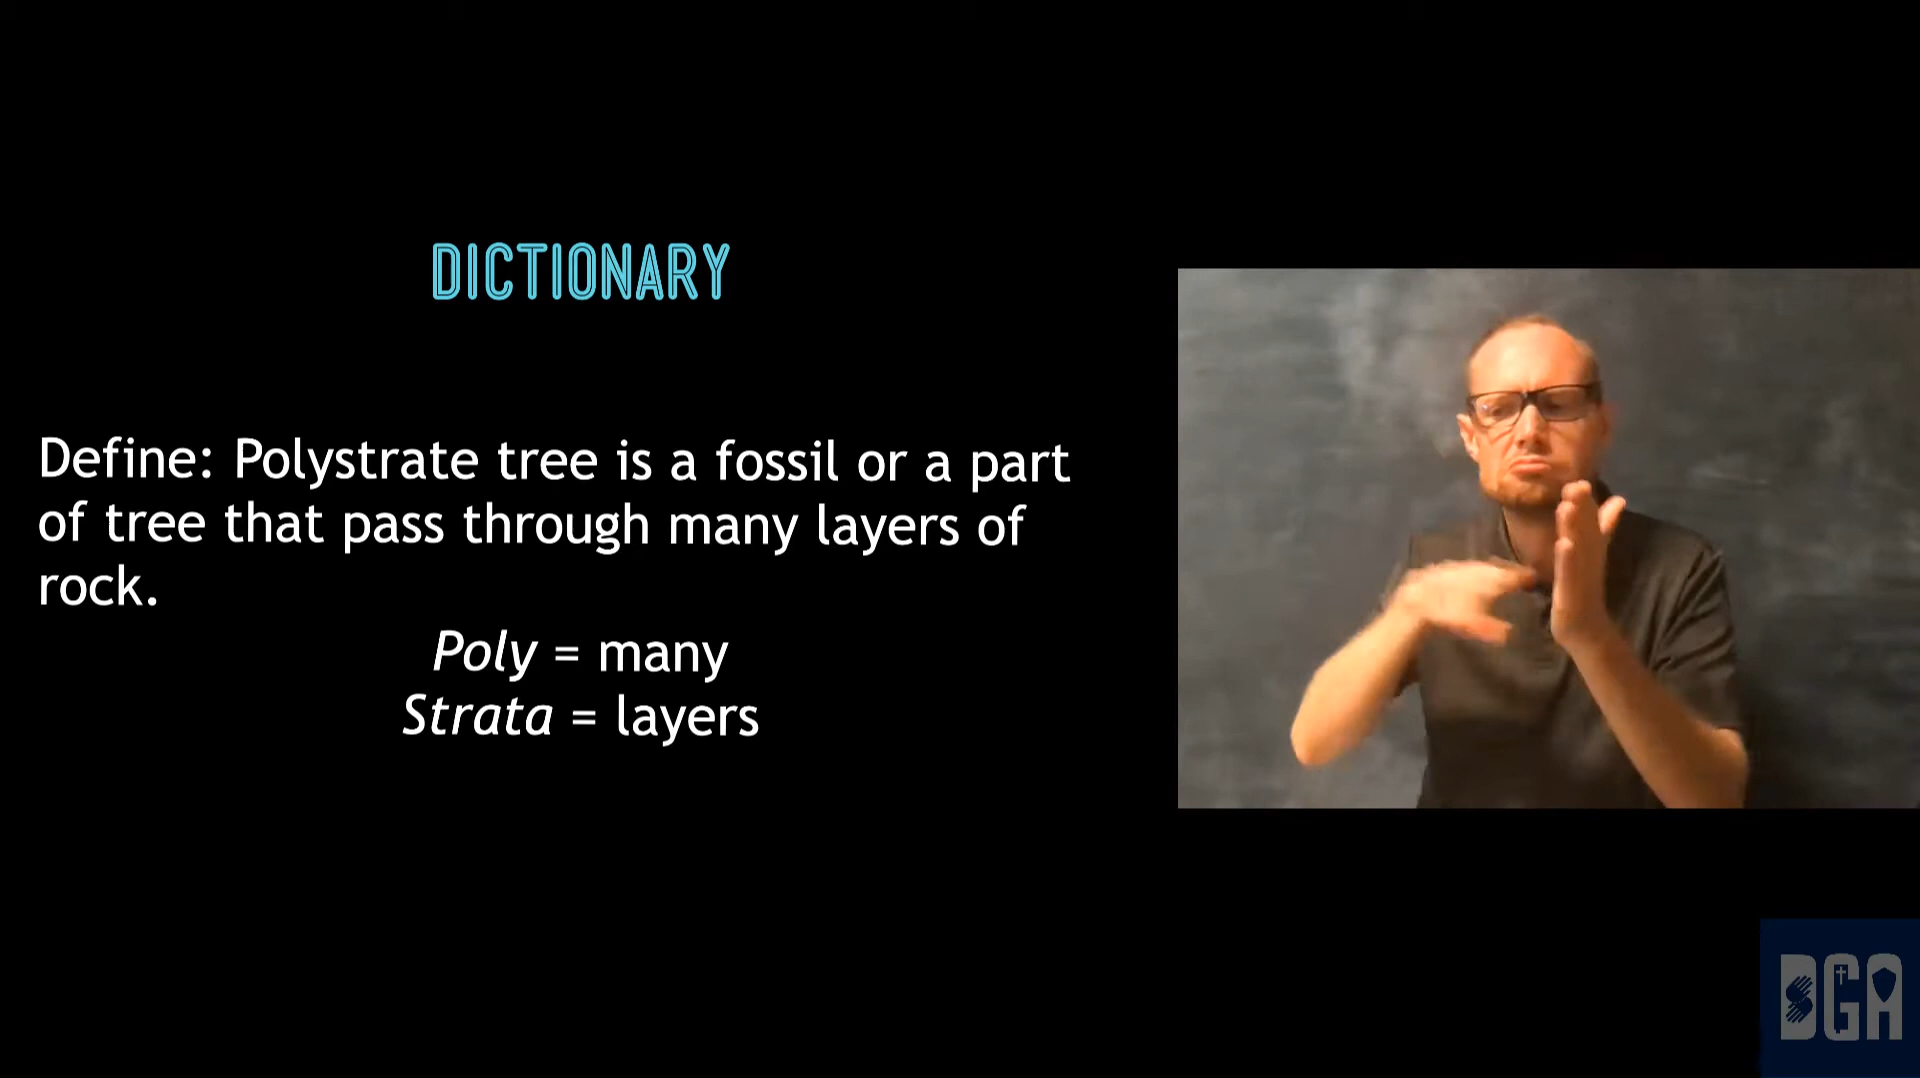 DICTIONARY
Define: Polystrate tree is a fossil or a part
of tree that pass through many layers of
rock.
Poly = many
Strata = layers
DGA